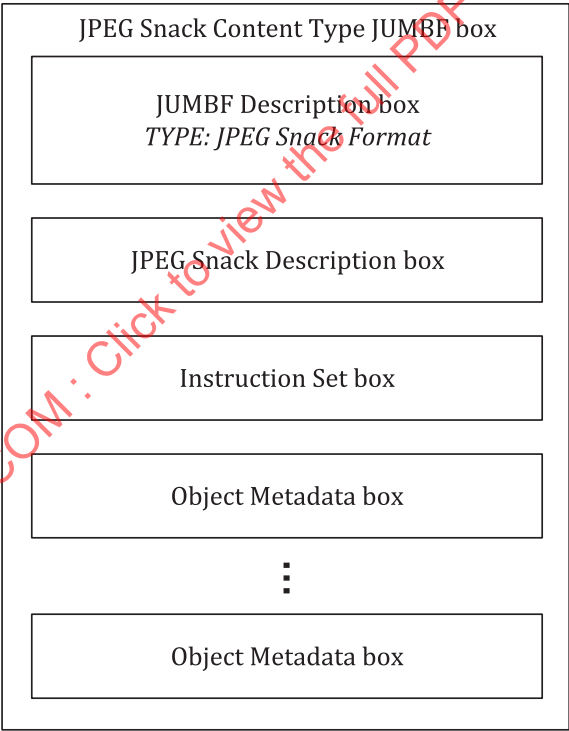 JPEG Snack Content Type JUMBF box
JUMBF Description box
TYPE: JPEG Snack Format
JPEG Snack Description box
Instruction Set box
Object Metadata box
⋮
Object Metadata box
COM : Click to view the full PDF